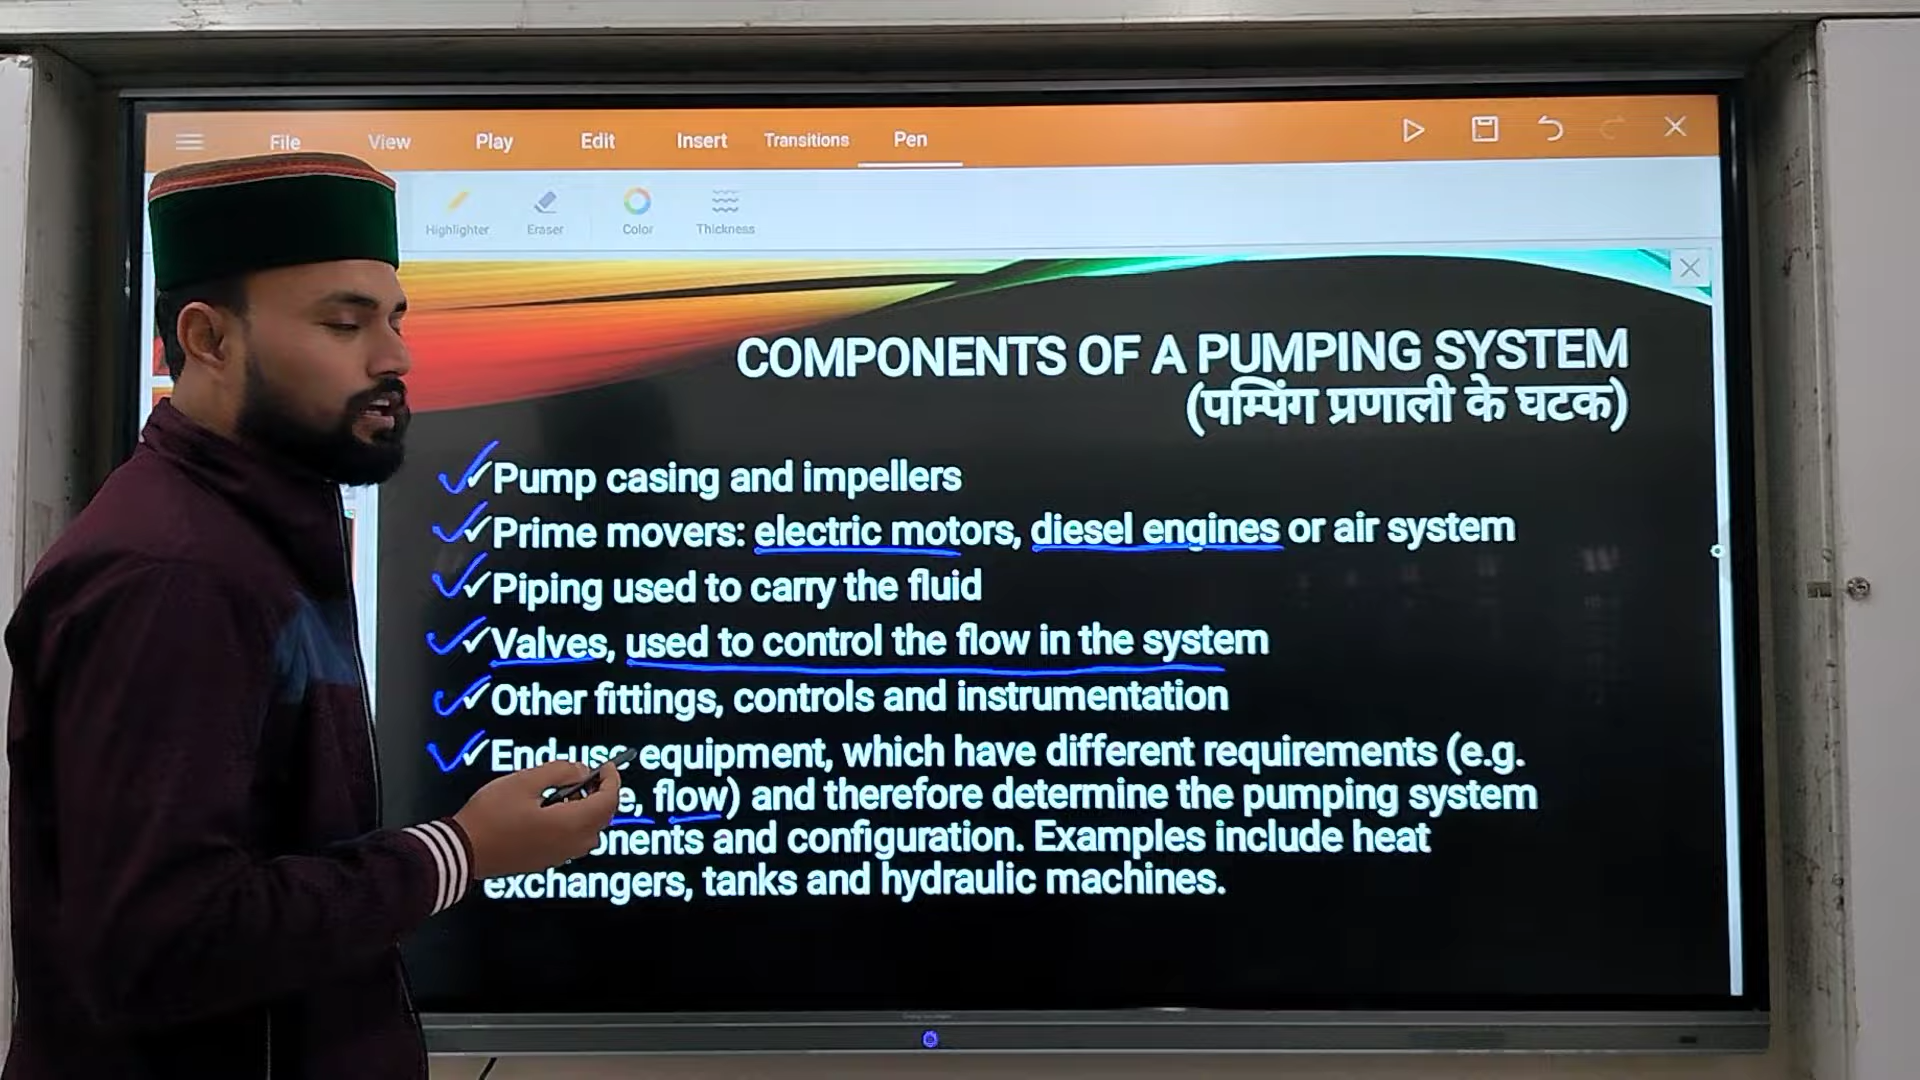 File View Play Edit Insert Transitions Pen
Highlighter Eraser Color Thickness
COMPONENTS OF A PUMPING SYSTEM
(पम्पिंग प्रणाली के घटक)
✓Pump casing and impellers
✓Prime movers: electric motors, diesel engines or air system
✓Piping used to carry the fluid
✓Valves, used to control the flow in the system
✓Other fittings, controls and instrumentation
✓End-use equipment, which have different requirements (e.g.
flow) and therefore determine the pumping system
and configuration. Examples include heat
exchangers, tanks and hydraulic machines.